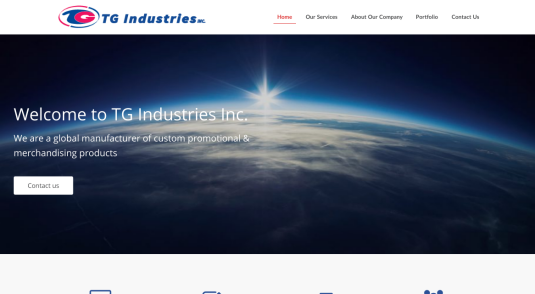 TG TG Industries INC.
Home Our Services About Our Company Portfolio Contact Us
Welcome to TG Industries Inc.
We are a global manufacturer of custom promotional &
merchandising products
Contact us